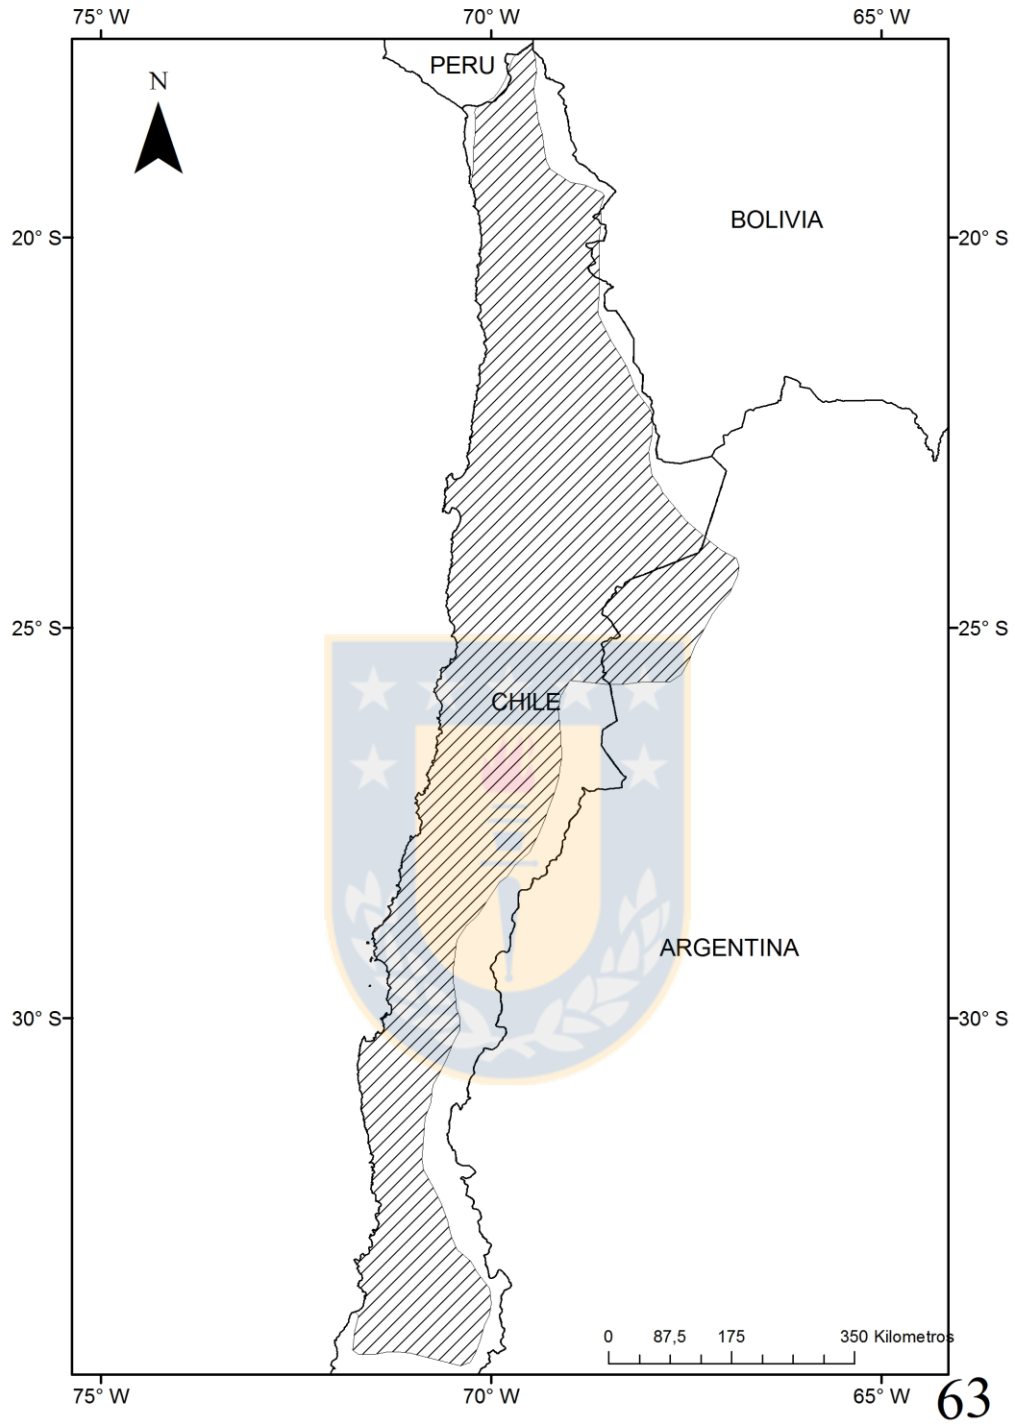 75° W 70° W 65° W
PERU
N
BOLIVIA
20° S 20° S
25° S 25° S
CHILE
ARGENTINA
30° S 30° S
0 87,5 175 350 Kilometros
75° W 70° W 65° W
63